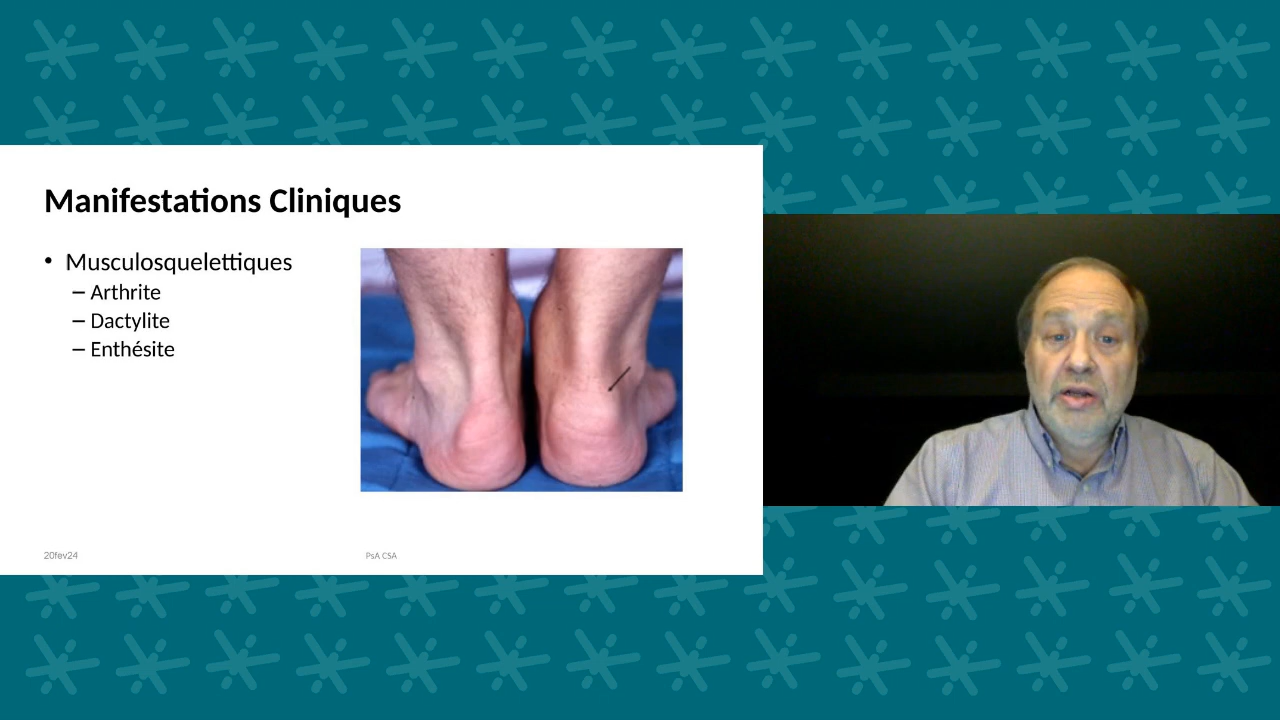 Manifestations Cliniques
• Musculosquelettiques
– Arthrite
– Dactylite
– Enthésite
20fev24
PsA CSA